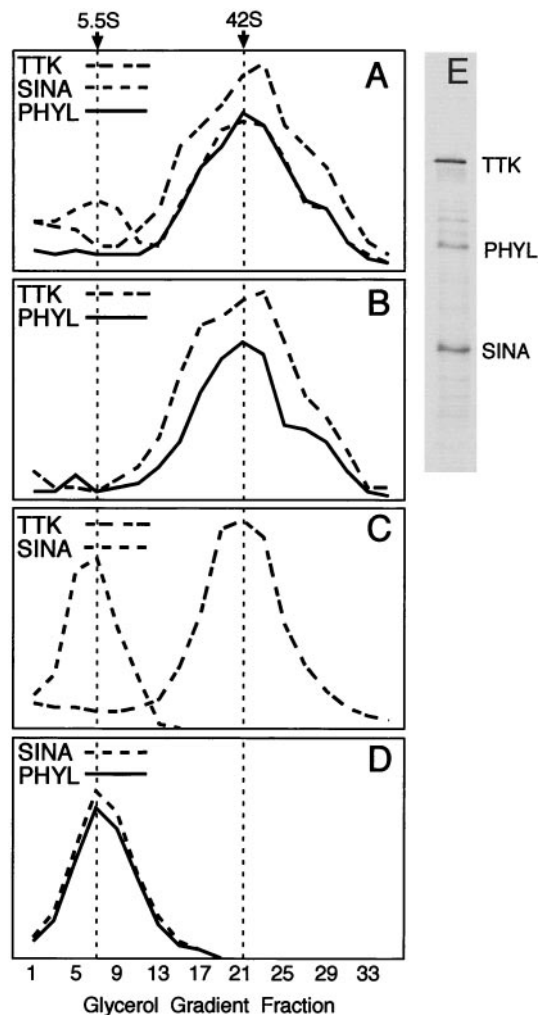 5.5S 42S
TTK
SINA
PHYL
A
TTK
PHYL
B
TTK
SINA
C
SINA
PHYL
D
1 5 9 13 17 21 25 29 33
Glycerol Gradient Fraction
E
TTK
PHYL
SINA